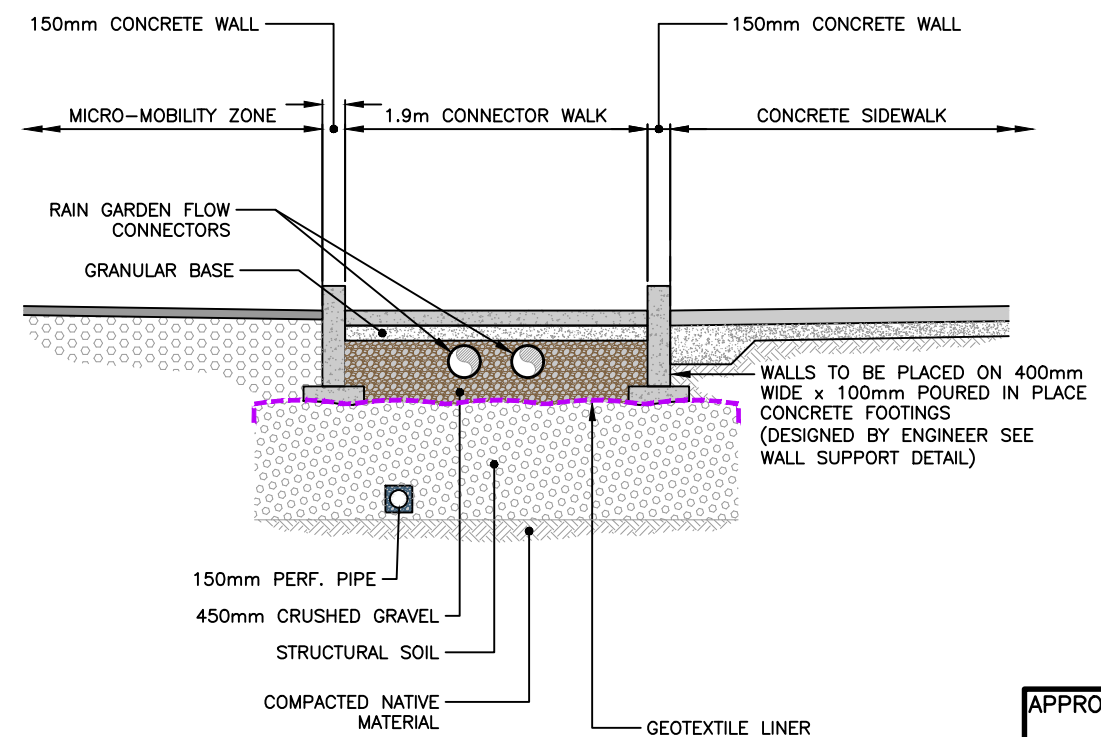 150mm CONCRETE WALL
150mm CONCRETE WALL
MICRO-MOBILITY ZONE
1.9m CONNECTOR WALK
CONCRETE SIDEWALK
RAIN GARDEN FLOW
CONNECTORS
GRANULAR BASE
WALLS TO BE PLACED ON 400mm
WIDE x 100mm POURED IN PLACE
CONCRETE FOOTINGS
(DESIGNED BY ENGINEER SEE
WALL SUPPORT DETAIL)
150mm PERF. PIPE
450mm CRUSHED GRAVEL
STRUCTURAL SOIL
COMPACTED NATIVE
MATERIAL
GEOTEXTILE LINER
APPRO